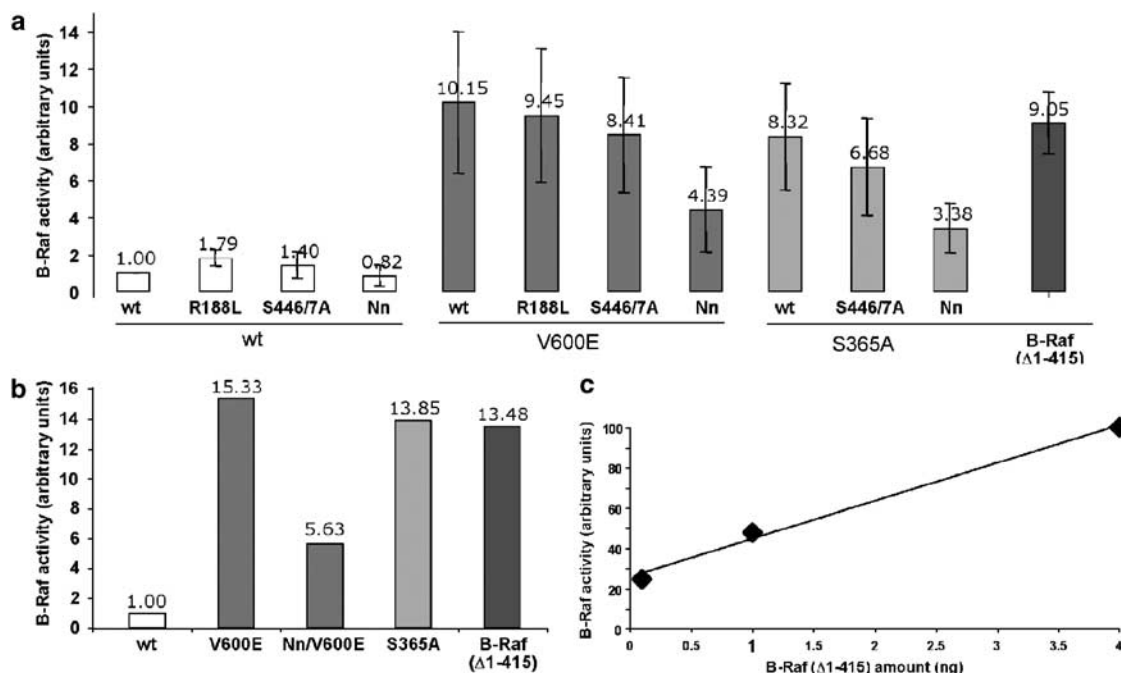 a
B-Raf activity (arbitrary units)
14
12
10
8
6
4
2
0
1.00 1.79 1.40 0.82 10.15 9.45 8.41 4.39 8.32 6.68 3.38 9.05
wt R188L S446/7A Nn wt R188L S446/7A Nn wt S446/7A Nn
wt V600E S365A B-Raf
(Δ1-415)
b
B-Raf activity (arbitrary units)
16
14
12
10
8
6
4
2
0
1.00 15.33 5.63 13.85 13.48
wt V600E Nn/V600E S365A B-Raf
(Δ1-415)
c
B-Raf activity (arbitrary units)
100
80
60
40
20
0
0 0.5 1 1.5 2 2.5 3 3.5 4
B-Raf (Δ1-415) amount (ng)